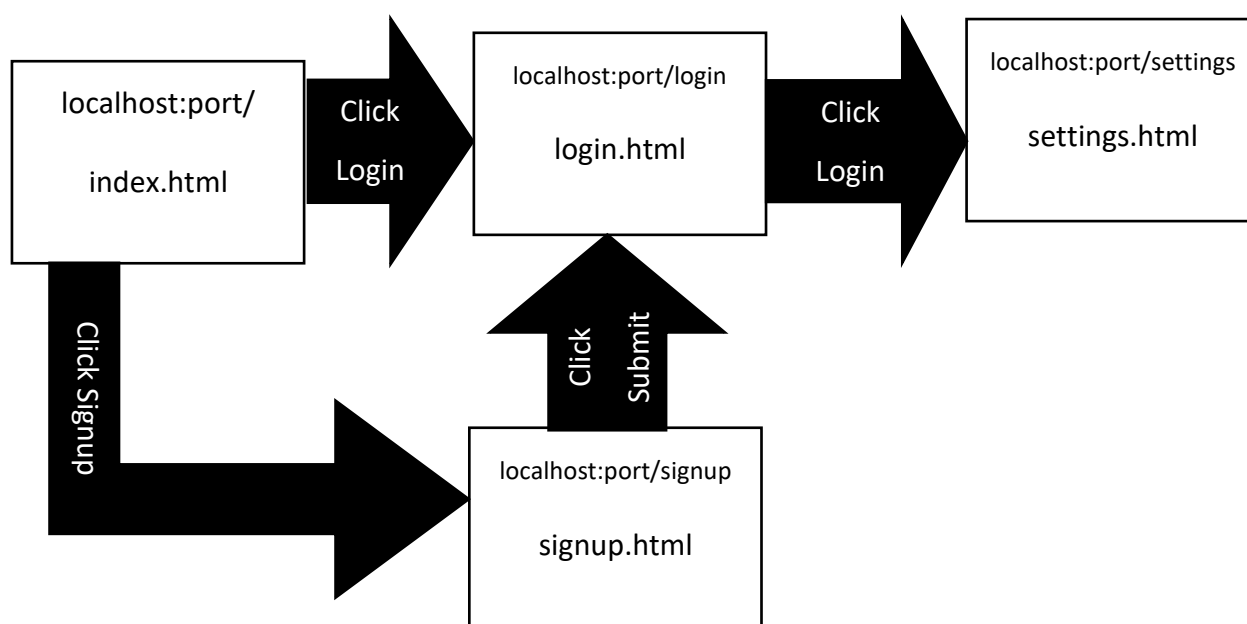 localhost:port/
index.html
Click
Login
localhost:port/login
login.html
Click
Login
localhost:port/settings
settings.html
Click Signup
Click
Submit
localhost:port/signup
signup.html